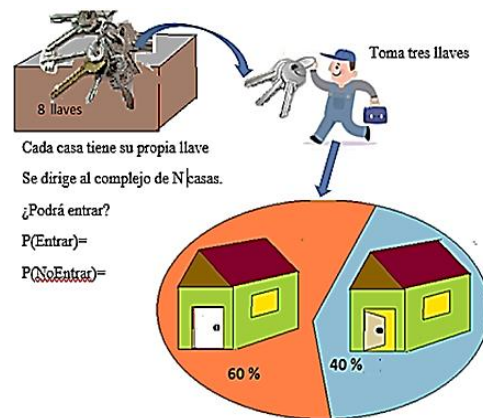 Toma tres llaves
8 llaves
Cada casa tiene su propia llave
Se dirige al complejo de N casas.
¿Podrá entrar?
P(Entrar)=
P(NoEntrar)=
60 %
40 %